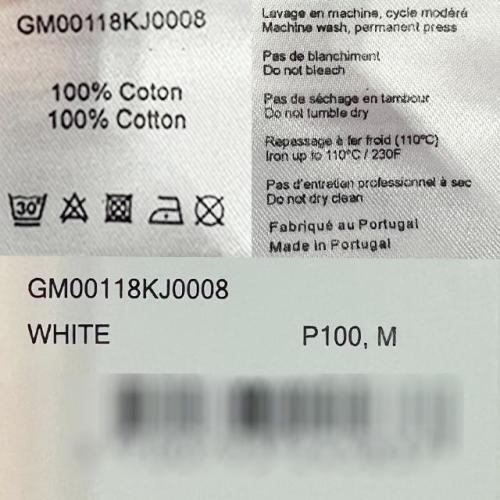 GM00118KJ0008
100% Coton
100% Cotton
30°
Lavage en machine, cycle modéré
Machine wash, permanent press
Pas de blanchiment
Do not bleach
Pas de séchage en tambour
Do not tumble dry
Repassage à fer froid (110°C)
Iron up to 110°C / 230F
Pas d'entretien professionnel à sec
Do not dry clean
Fabriqué au Portugal
Made in Portugal
GM00118KJ0008
WHITE P100, M